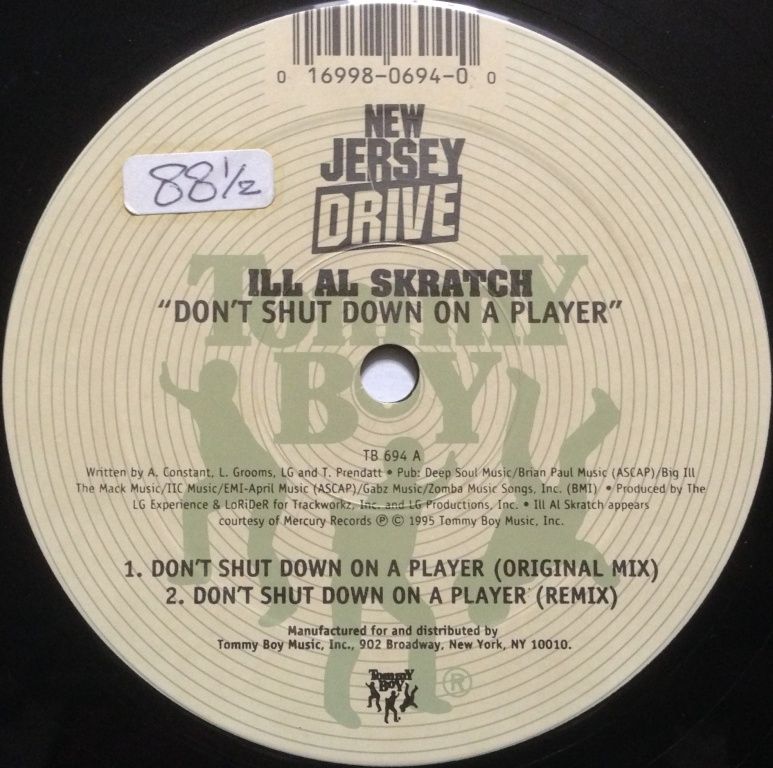 0 16998-0694-0 0
NEW
JERSEY
DRIVE
88 ½
ILL AL SKRATCH
"DON'T SHUT DOWN ON A PLAYER"
TOMMY
BOY
TB 694 A
Written by A. Constant, L. Grooms, LG and T. Prendatt • Pub: Deep Soul Music/Brian Paul Music (ASCAP)/Big Ill
The Mack Music/IIC Music/EMI-April Music (ASCAP)/Gabz Music/Zomba Music Songs, Inc. (BMI) • Produced by The
LG Experience & LoRiDeR for Trackworkz, Inc. and LG Productions, Inc. • Ill Al Skratch appears
courtesy of Mercury Records ℗ © 1995 Tommy Boy Music, Inc.
1. DON'T SHUT DOWN ON A PLAYER (ORIGINAL MIX)
2. DON'T SHUT DOWN ON A PLAYER (REMIX)
Manufactured for and distributed by
Tommy Boy Music, Inc., 902 Broadway, New York, NY 10010.
TOMMY
BOY
®